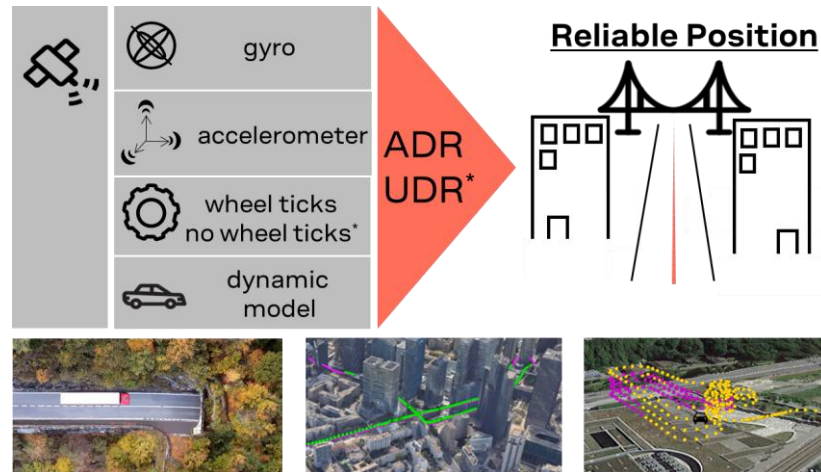 gyro
accelerometer
wheel ticks
no wheel ticks*
dynamic
model
ADR
UDR*
Reliable Position